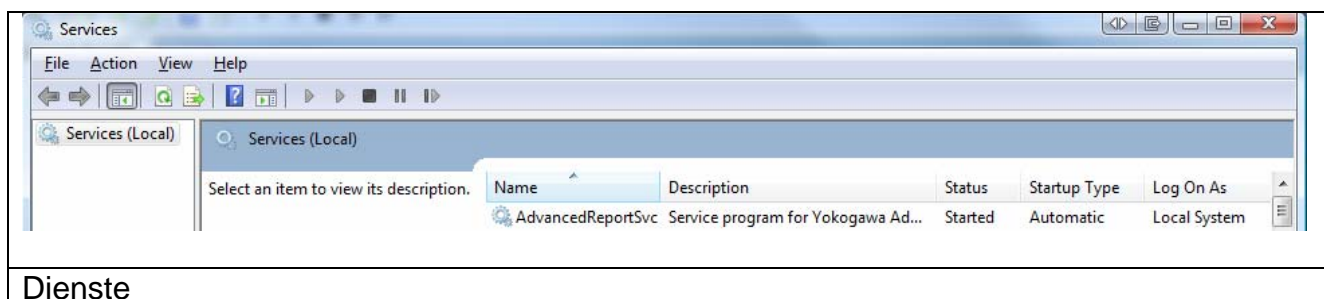 Services
File Action View Help
Services (Local)
Services (Local)
Select an item to view its description.
Name Description Status Startup Type Log On As
AdvancedReportSvc Service program for Yokogawa Ad... Started Automatic Local System
Dienste